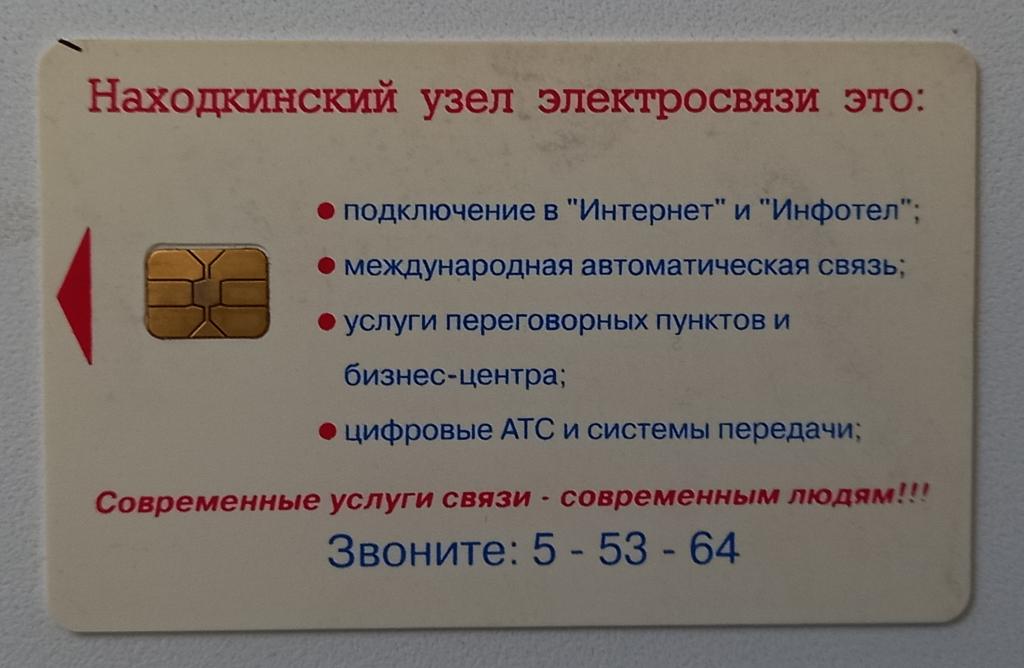 Находкинский узел электросвязи это:
● подключение в "Интернет" и "Инфотел";
● международная автоматическая связь;
● услуги переговорных пунктов и
бизнес-центра;
● цифровые АТС и системы передачи;
Современные услуги связи - современным людям!!!
Звоните: 5 - 53 - 64